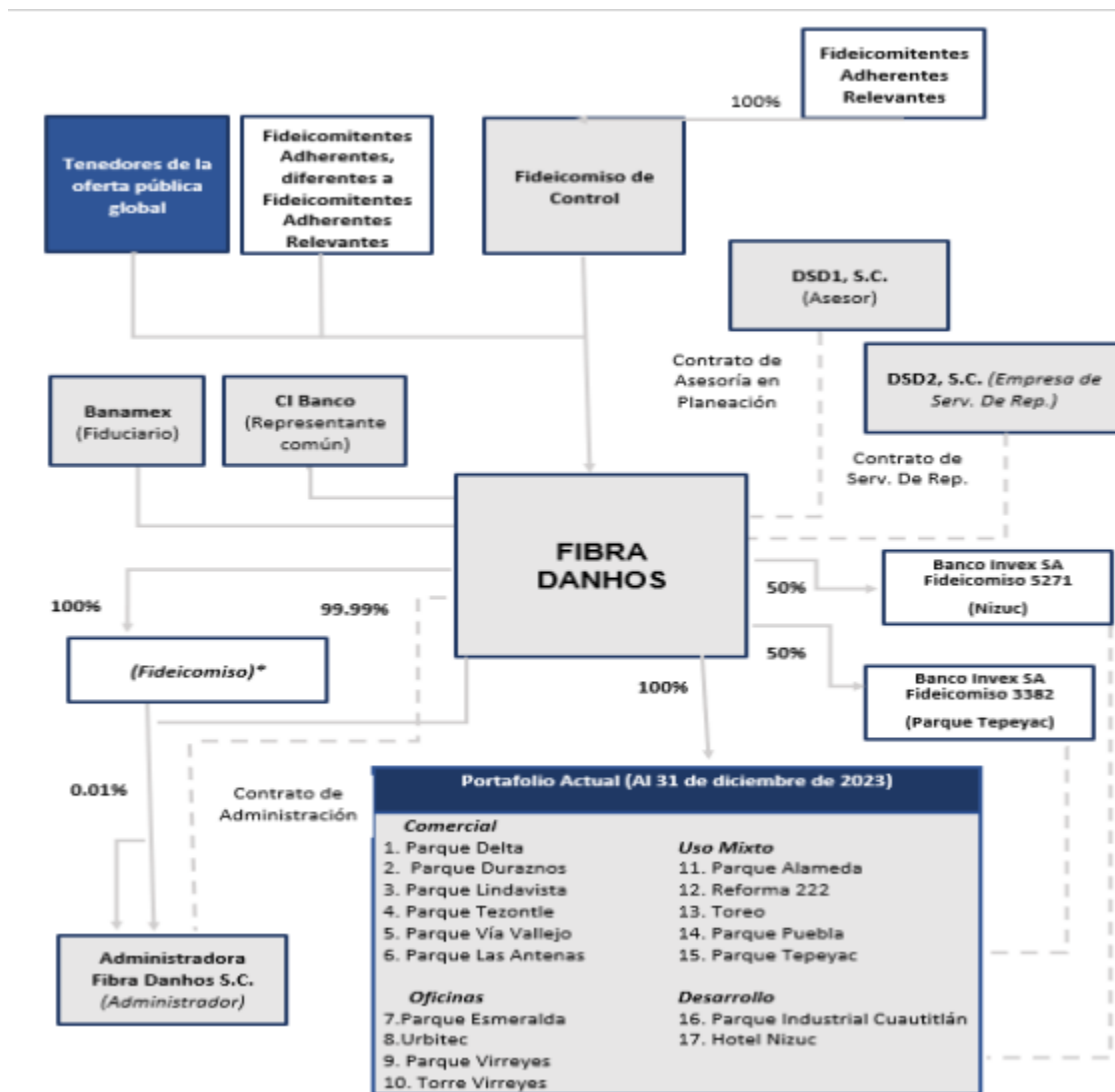 Fideicomitentes
Adherentes
Relevantes
100%
Tenedores de la
oferta pública
global
Fideicomitentes
Adherentes,
diferentes a
Fideicomitentes
Adherentes
Relevantes
Fideicomiso de
Control
DSD1, S.C.
(Asesor)
Contrato de
Asesoría en
Planeación
DSD2, S.C. (Empresa de
Serv. De Rep.)
Contrato de
Serv. De Rep.
Banamex
(Fiduciario)
CI Banco
(Representante
común)
FIBRA
DANHOS
50%
Banco Invex SA
Fideicomiso 5271
(Nizuc)
50%
Banco Invex SA
Fideicomiso 3382
(Parque Tepeyac)
100%
99.99%
(Fideicomiso)*
100%
0.01%
Contrato de
Administración
Administradora
Fibra Danhos S.C.
(Administrador)
Portafolio Actual (Al 31 de diciembre de 2023)
Comercial
1. Parque Delta
2. Parque Duraznos
3. Parque Lindavista
4. Parque Tezontle
5. Parque Vía Vallejo
6. Parque Las Antenas
Oficinas
7.Parque Esmeralda
8.Urbitec
9. Parque Virreyes
10. Torre Virreyes
Uso Mixto
11. Parque Alameda
12. Reforma 222
13. Toreo
14. Parque Puebla
15. Parque Tepeyac
Desarrollo
16. Parque Industrial Cuautitlán
17. Hotel Nizuc